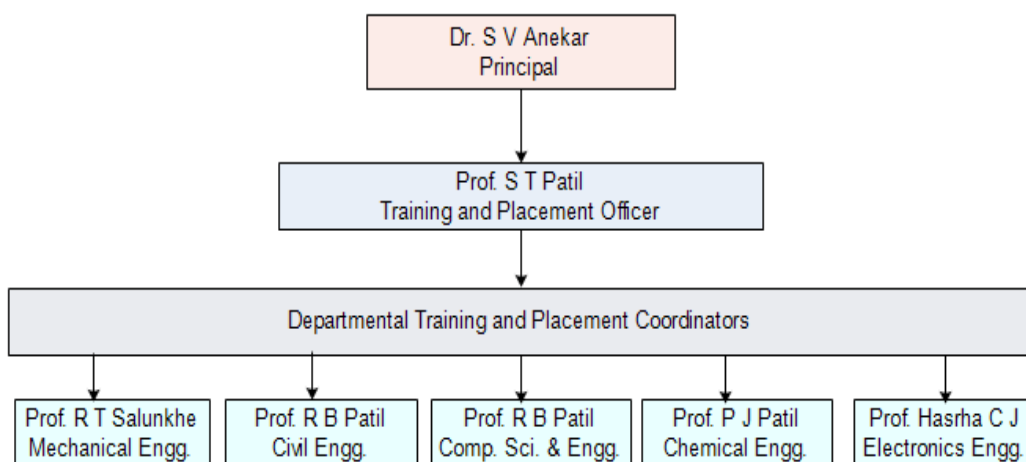 Dr. S V Anekar
Principal
Prof. S T Patil
Training and Placement Officer
Departmental Training and Placement Coordinators
Prof. R T Salunkhe
Mechanical Engg.
Prof. R B Patil
Civil Engg.
Prof. R B Patil
Comp. Sci. & Engg.
Prof. P J Patil
Chemical Engg.
Prof. Hasrha C J
Electronics Engg.